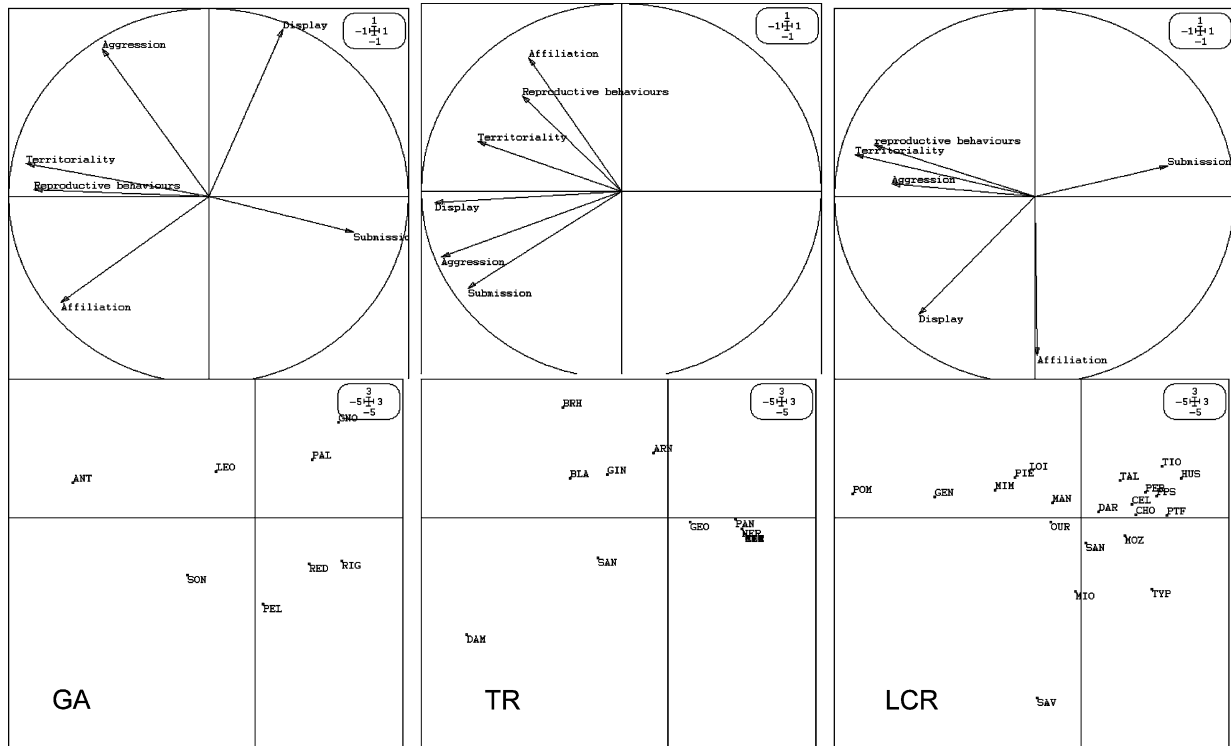 Display
Aggression
1
-1 1
-1
Territoriality
Reproductive behaviours
Submissio
Affiliation
Affiliation
1
-1 1
-1
Reproductive behaviours
Territoriality
Display
Aggression
Submission
1
-1 1
-1
reproductive behaviours
Territoriality
Submission
Aggression
Display
Affiliation
3
-5 3
-5
GNO
PAL
LEO
ANT
SON
RED
RIG
PEL
GA
3
-5 3
-5
BRH
ARN
BLA
GIN
GEO
PAN
SAN
DAM
TR
3
-5 3
-5
LOI
PIE
TIO
TAL
HUS
POM
GEN
MIM
MAN
PPS
CEL
DAR
CHO
PTF
OUR
SAN
MOZ
MIO
TYP
SAV
LCR